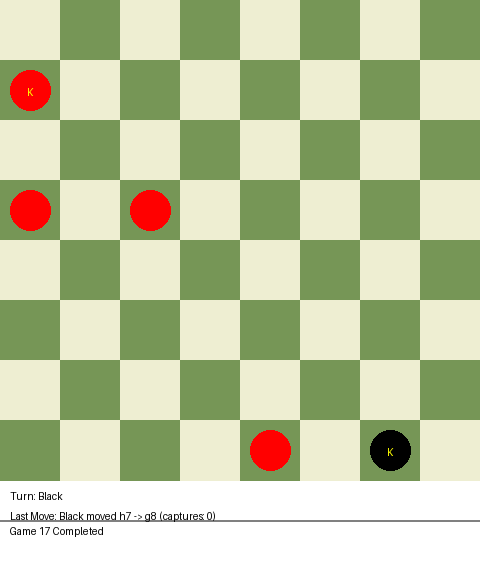 K
K
Turn: Black
Last Move: Black moved h7 -> g8 (captures: 0)
Game 17 Completed